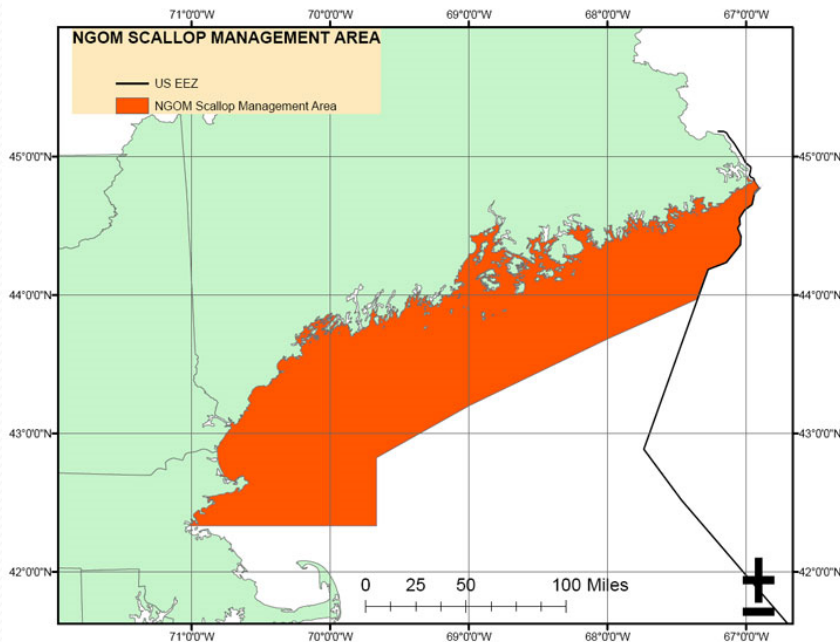 71°0'0"W 70°0'0"W 69°0'0"W 68°0'0"W 67°0'0"W
NGOM SCALLOP MANAGEMENT AREA
US EEZ
NGOM Scallop Management Area
45°0'0"N 45°0'0"N
44°0'0"N 44°0'0"N
43°0'0"N 43°0'0"N
42°0'0"N 42°0'0"N
0 25 50 100 Miles
71°0'0"W 70°0'0"W 69°0'0"W 68°0'0"W 67°0'0"W